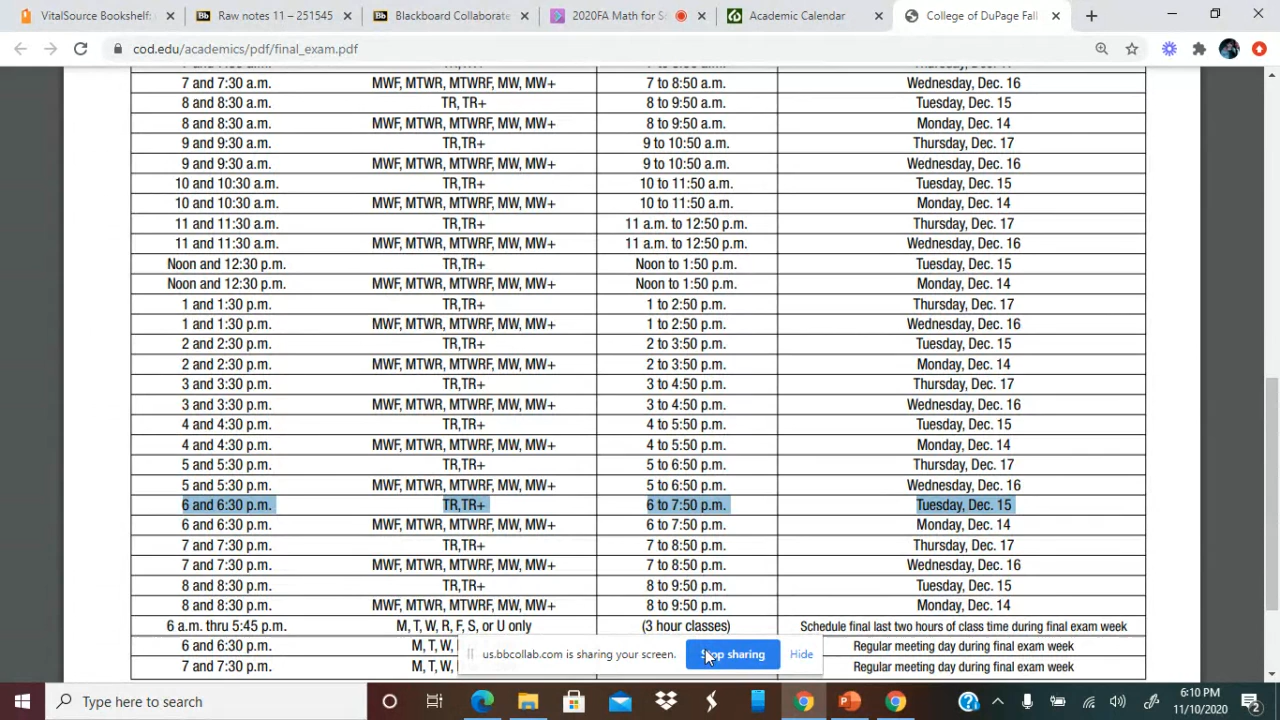 VitalSource Bookshelf:
Raw notes 11 – 251545
Blackboard Collaborate
2020FA Math for S
Academic Calendar
College of DuPage Fall
cod.edu/academics/pdf/final_exam.pdf
7 and 7:30 a.m. MWF, MTWR, MTWRF, MW, MW+ 7 to 8:50 a.m. Wednesday, Dec. 16
8 and 8:30 a.m. TR, TR+ 8 to 9:50 a.m. Tuesday, Dec. 15
8 and 8:30 a.m. MWF, MTWR, MTWRF, MW, MW+ 8 to 9:50 a.m. Monday, Dec. 14
9 and 9:30 a.m. TR,TR+ 9 to 10:50 a.m. Thursday, Dec. 17
9 and 9:30 a.m. MWF, MTWR, MTWRF, MW, MW+ 9 to 10:50 a.m. Wednesday, Dec. 16
10 and 10:30 a.m. TR,TR+ 10 to 11:50 a.m. Tuesday, Dec. 15
10 and 10:30 a.m. MWF, MTWR, MTWRF, MW, MW+ 10 to 11:50 a.m. Monday, Dec. 14
11 and 11:30 a.m. TR,TR+ 11 a.m. to 12:50 p.m. Thursday, Dec. 17
11 and 11:30 a.m. MWF, MTWR, MTWRF, MW, MW+ 11 a.m. to 12:50 p.m. Wednesday, Dec. 16
Noon and 12:30 p.m. TR,TR+ Noon to 1:50 p.m. Tuesday, Dec. 15
Noon and 12:30 p.m. MWF, MTWR, MTWRF, MW, MW+ Noon to 1:50 p.m. Monday, Dec. 14
1 and 1:30 p.m. TR,TR+ 1 to 2:50 p.m. Thursday, Dec. 17
1 and 1:30 p.m. MWF, MTWR, MTWRF, MW, MW+ 1 to 2:50 p.m. Wednesday, Dec. 16
2 and 2:30 p.m. TR,TR+ 2 to 3:50 p.m. Tuesday, Dec. 15
2 and 2:30 p.m. MWF, MTWR, MTWRF, MW, MW+ 2 to 3:50 p.m. Monday, Dec. 14
3 and 3:30 p.m. TR,TR+ 3 to 4:50 p.m. Thursday, Dec. 17
3 and 3:30 p.m. MWF, MTWR, MTWRF, MW, MW+ 3 to 4:50 p.m. Wednesday, Dec. 16
4 and 4:30 p.m. TR,TR+ 4 to 5:50 p.m. Tuesday, Dec. 15
4 and 4:30 p.m. MWF, MTWR, MTWRF, MW, MW+ 4 to 5:50 p.m. Monday, Dec. 14
5 and 5:30 p.m. TR,TR+ 5 to 6:50 p.m. Thursday, Dec. 17
5 and 5:30 p.m. MWF, MTWR, MTWRF, MW, MW+ 5 to 6:50 p.m. Wednesday, Dec. 16
6 and 6:30 p.m. TR,TR+ 6 to 7:50 p.m. Tuesday, Dec. 15
6 and 6:30 p.m. MWF, MTWR, MTWRF, MW, MW+ 6 to 7:50 p.m. Monday, Dec. 14
7 and 7:30 p.m. TR,TR+ 7 to 8:50 p.m. Thursday, Dec. 17
7 and 7:30 p.m. MWF, MTWR, MTWRF, MW, MW+ 7 to 8:50 p.m. Wednesday, Dec. 16
8 and 8:30 p.m. TR,TR+ 8 to 9:50 p.m. Tuesday, Dec. 15
8 and 8:30 p.m. MWF, MTWR, MTWRF, MW, MW+ 8 to 9:50 p.m. Monday, Dec. 14
6 a.m. thru 5:45 p.m. M, T, W, R, F, S, or U only (3 hour classes) Schedule final last two hours of class time during final exam week
6 and 6:30 p.m. M, T, W Regular meeting day during final exam week
us.bbcollab.com is sharing your screen. Stop sharing Hide
7 and 7:30 p.m. M, T, W Regular meeting day during final exam week
Type here to search
6:10 PM
11/10/2020
2